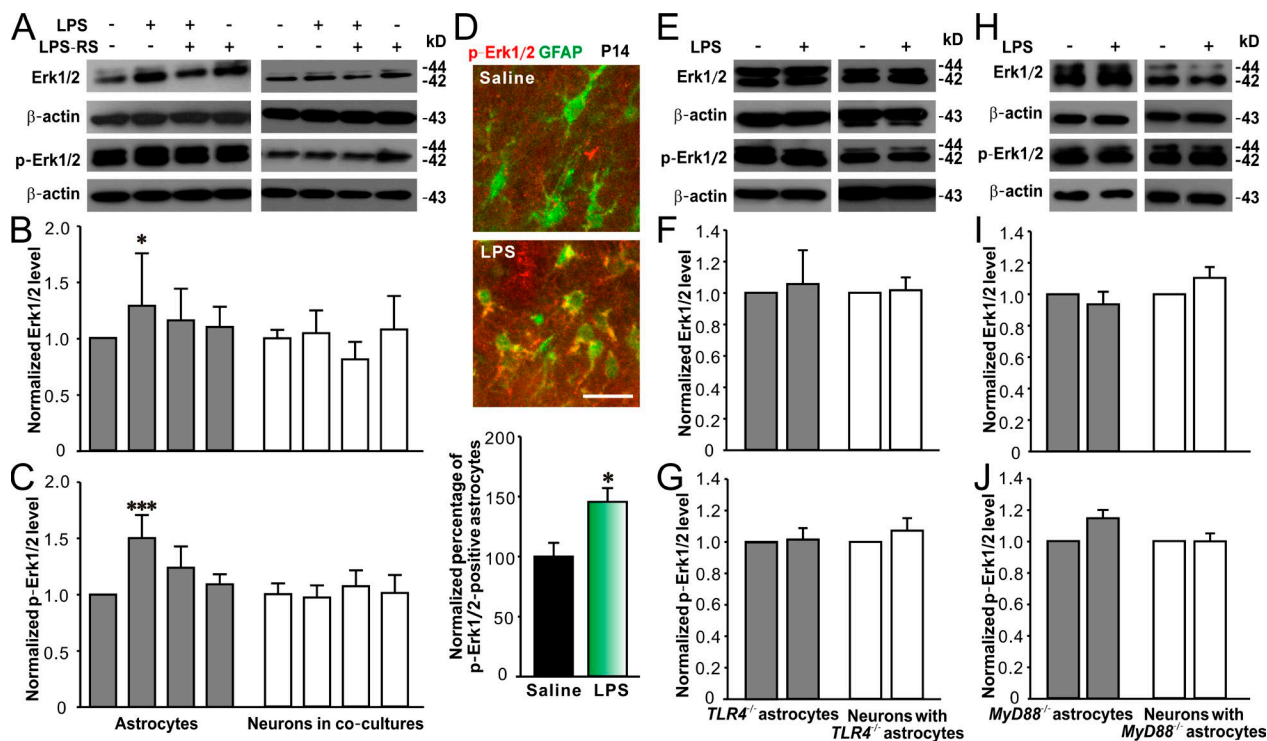 A
LPS - + + - - + + -
LPS-RS - - + + - - + + kD
Erk1/2 -44
-42
β-actin -43
p-Erk1/2 -44
-42
β-actin -43
B
Normalized Erk1/2 level
2.0
1.5
1.0
0.5
0
*
C
Normalized p-Erk1/2 level
2.0
1.5
1.0
0.5
0
***
Astrocytes Neurons in co-cultures
D
p-Erk1/2 GFAP P14
Saline
LPS
Normalized percentage of
p-Erk1/2-positive astrocytes
200
150
100
50
0
*
Saline LPS
E
LPS - + - + kD
Erk1/2 -44
-42
β-actin -43
p-Erk1/2 -44
-42
β-actin -43
F
Normalized Erk1/2 level
1.4
1.2
1.0
0.8
0.6
0.4
0.2
0
G
Normalized p-Erk1/2 level
1.4
1.2
1.0
0.8
0.6
0.4
0.2
0
TLR4-/- astrocytes Neurons with
TLR4-/- astrocytes
H
LPS - + - + kD
Erk1/2 -44
-42
β-actin -43
p-Erk1/2 -44
-42
β-actin -43
I
Normalized Erk1/2 level
1.4
1.2
1.0
0.8
0.6
0.4
0.2
0
J
Normalized p-Erk1/2 level
1.4
1.2
1.0
0.8
0.6
0.4
0.2
0
MyD88-/- astrocytes Neurons with
MyD88-/- astrocytes